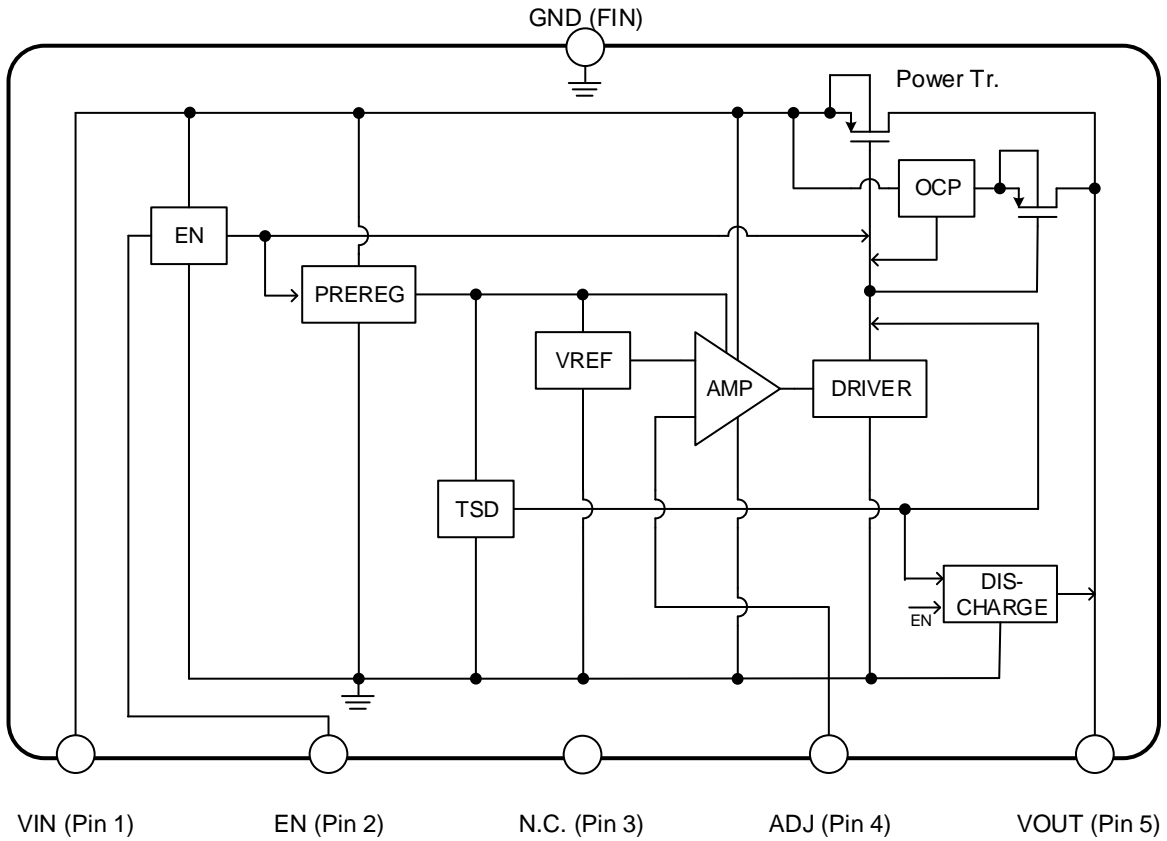 GND (FIN)
Power Tr.
OCP
EN
PREREG
VREF
AMP
DRIVER
TSD
DIS-
CHARGE
EN
VIN (Pin 1)
EN (Pin 2)
N.C. (Pin 3)
ADJ (Pin 4)
VOUT (Pin 5)